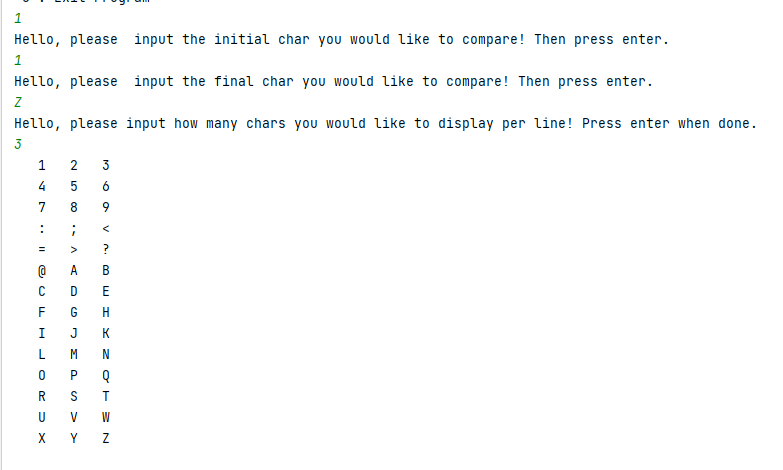 1
Hello, please  input the initial char you would like to compare! Then press enter.
1
Hello, please  input the final char you would like to compare! Then press enter.
Z
Hello, please input how many chars you would like to display per line! Press enter when done.
3
   1   2   3
   4   5   6
   7   8   9
   :   ;   <
   =   >   ?
   @   A   B
   C   D   E
   F   G   H
   I   J   K
   L   M   N
   O   P   Q
   R   S   T
   U   V   W
   X   Y   Z